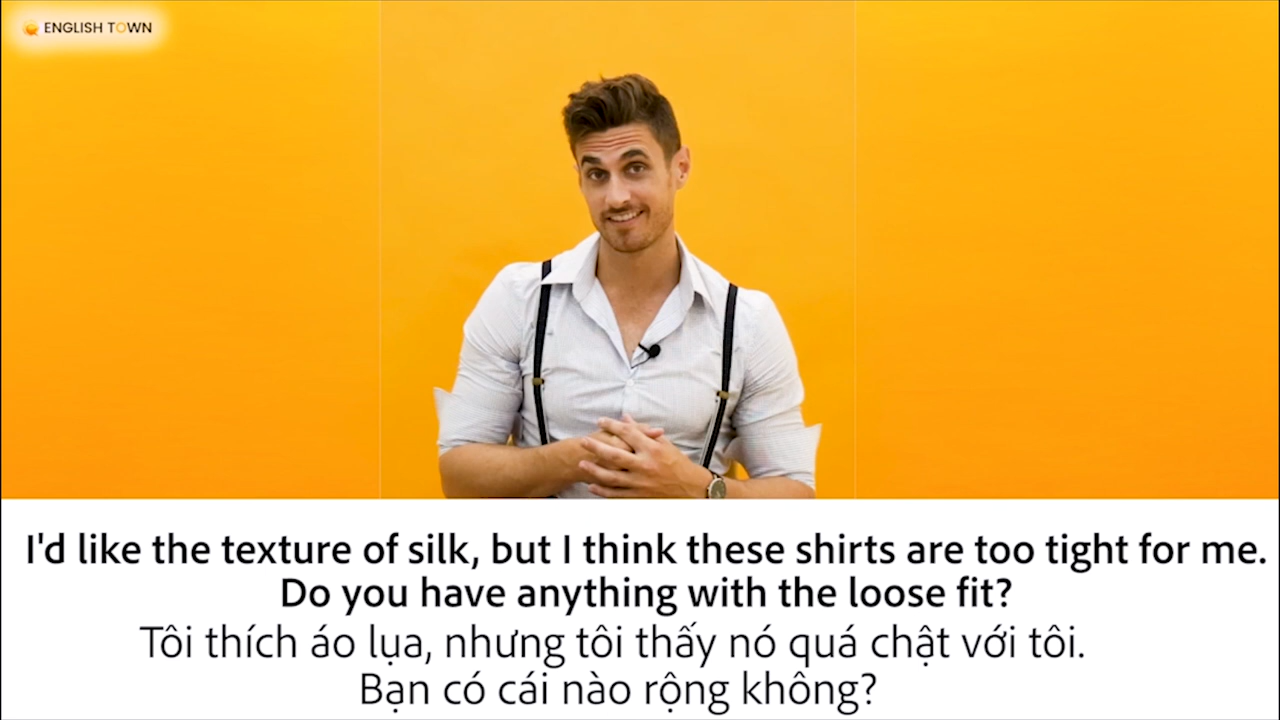 ENGLISH TOWN
I'd like the texture of silk, but I think these shirts are too tight for me.
Do you have anything with the loose fit?
Tôi thích áo lụa, nhưng tôi thấy nó quá chật với tôi.
Bạn có cái nào rộng không?